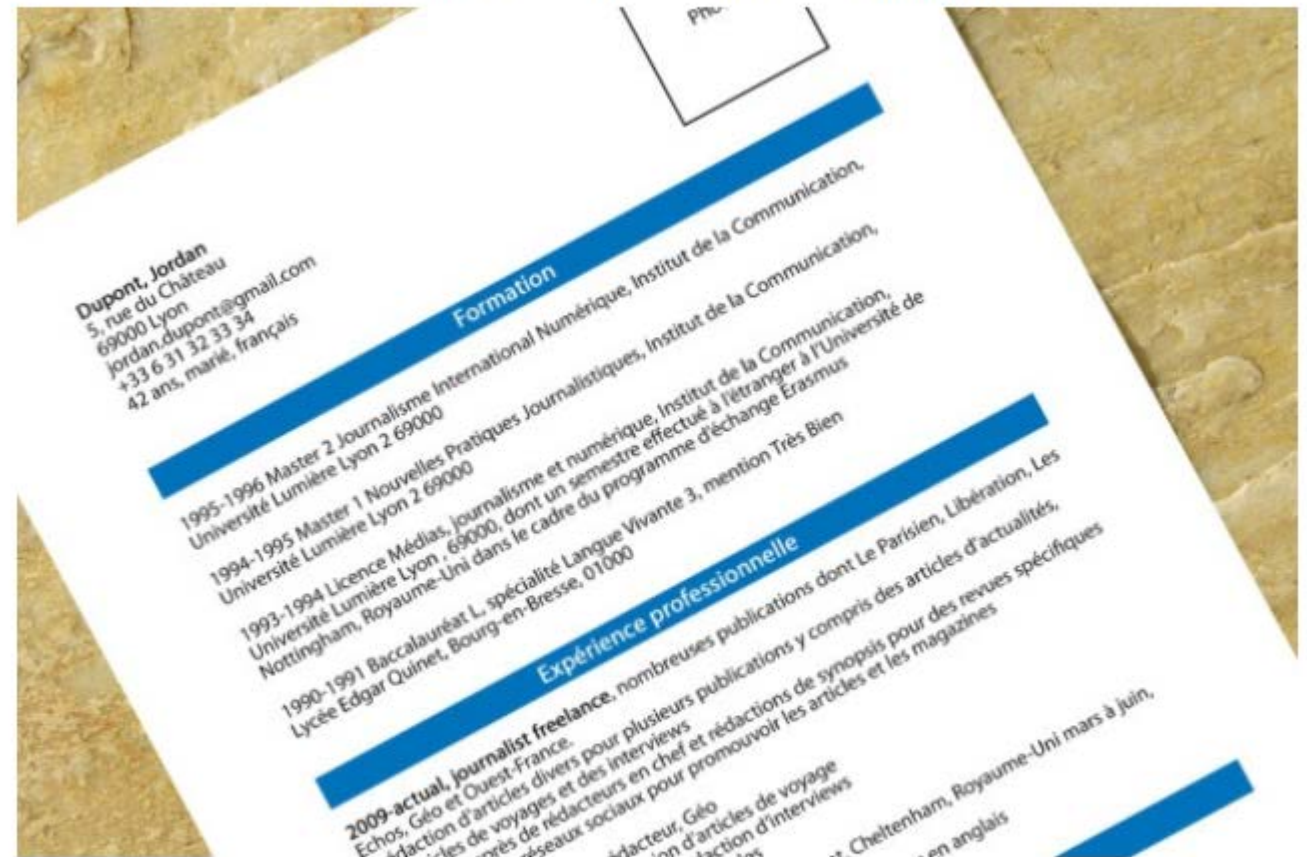 Dupont, Jordan
5, rue du Château
69000 Lyon
jordan.dupont@gmail.com
+33 6 31 32 33 34
42 ans, marié, français
Formation
1995-1996 Master 2 Journalisme International Numérique, Institut de la Communication,
Université Lumière Lyon 2 69000
1994-1995 Master 1 Nouvelles Pratiques Journalistiques, Institut de la Communication,
Université Lumière Lyon 2 69000
1993-1994 Licence Médias, journalisme et numérique, Institut de la Communication,
Université Lumière Lyon , 69000, dont un semestre effectué à l'étranger à l'Université de
Nottingham, Royaume-Uni dans le cadre du programme d'échange Erasmus
1990-1991 Baccalauréat L, spécialité Langue Vivante 3, mention Très Bien
Lycée Edgar Quinet, Bourg-en-Bresse, 01000
Expérience professionnelle
2009-actual, journalist freelance, nombreuses publications dont Le Parisien, Libération, Les
Echos, Géo et Ouest-France.
rédaction d'articles divers pour plusieurs publications y compris des articles d'actualités,
articles de voyages et des interviews
de rédacteurs en chef et rédactions de synopsis pour des revues spécifiques
réseaux sociaux pour promouvoir les articles et les magazines
rédacteur, Géo
d'articles de voyage
d'interviews
Cheltenham, Royaume-Uni mars à juin,
en anglais